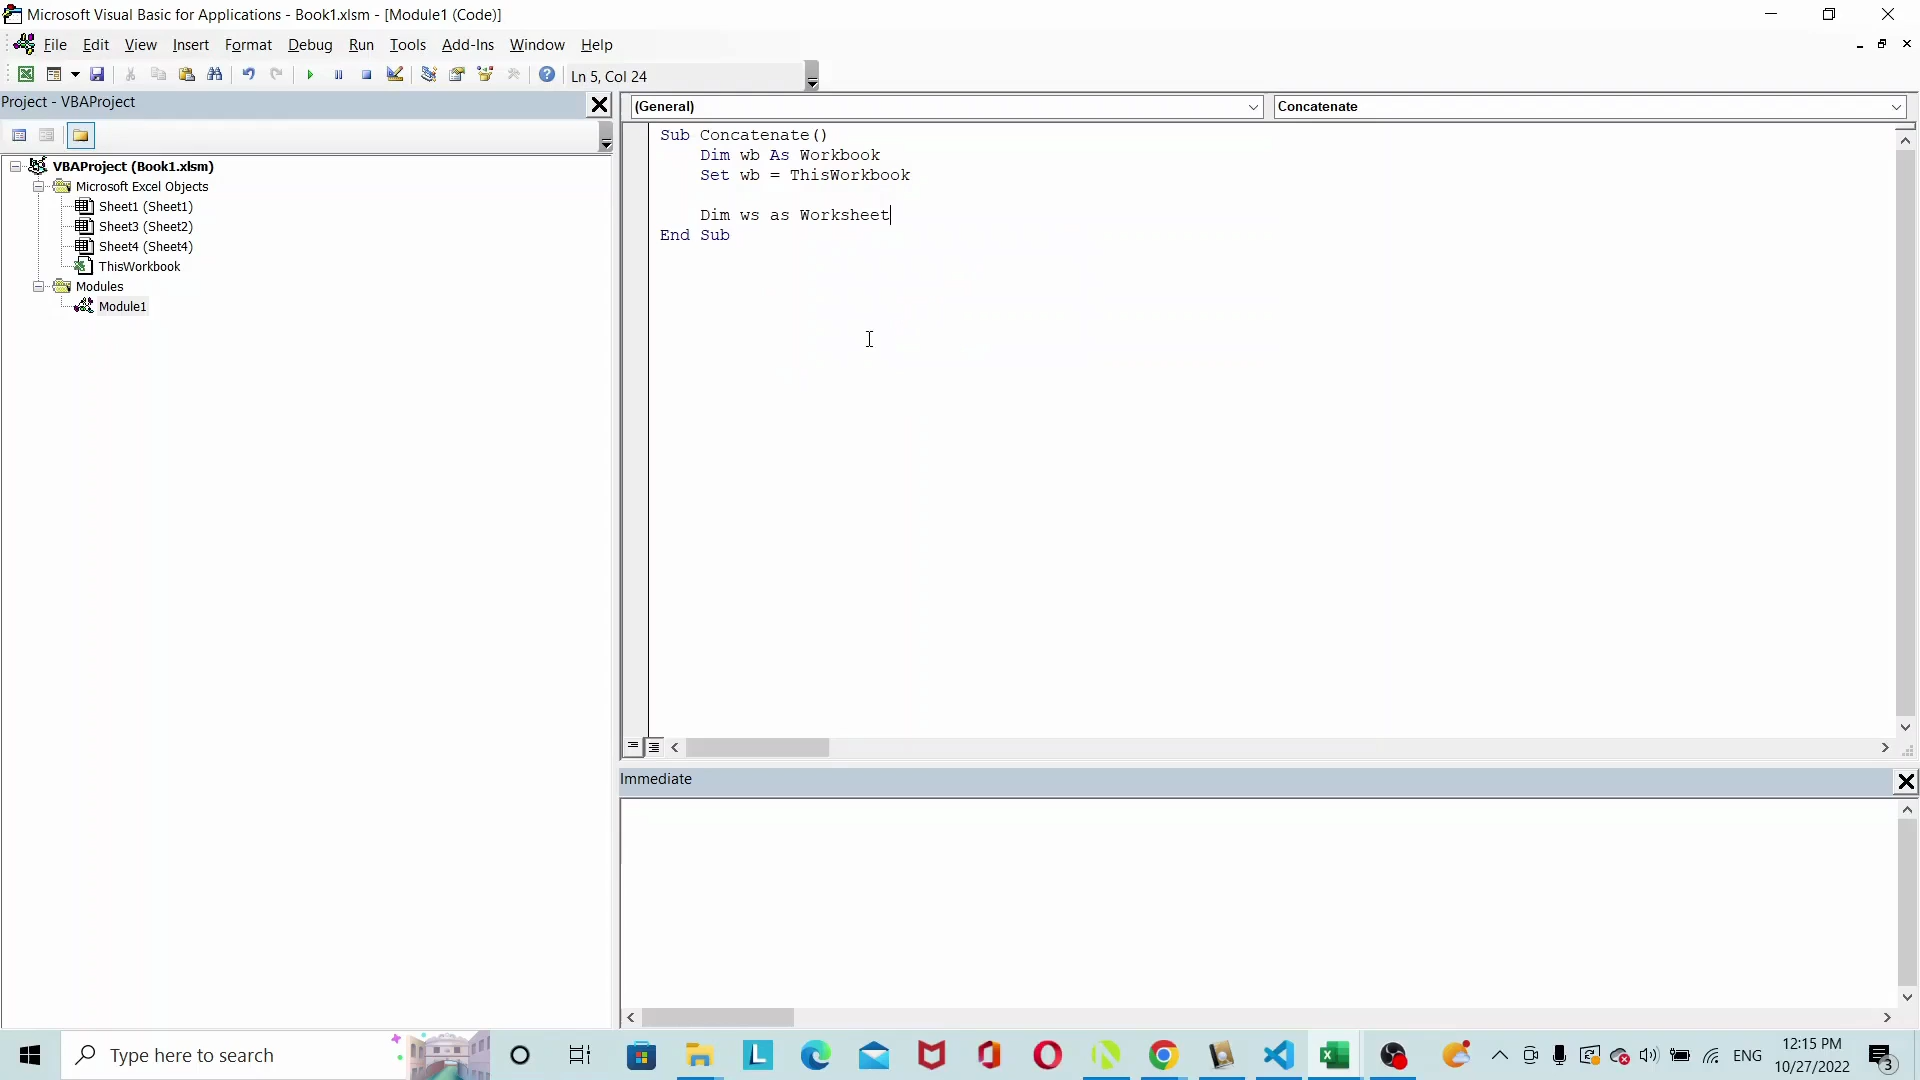 Microsoft Visual Basic for Applications - Book1.xlsm - [Module1 (Code)]
File Edit View Insert Format Debug Run Tools Add-Ins Window Help
Ln 5, Col 24
Project - VBAProject
(General)
Concatenate
VBAProject (Book1.xlsm)
Microsoft Excel Objects
Sheet1 (Sheet1)
Sheet3 (Sheet2)
Sheet4 (Sheet4)
ThisWorkbook
Modules
Module1
Sub Concatenate()
Dim wb As Workbook
Set wb = ThisWorkbook
Dim ws as Worksheet
End Sub
Immediate
Type here to search
L
ENG
12:15 PM
10/27/2022
3